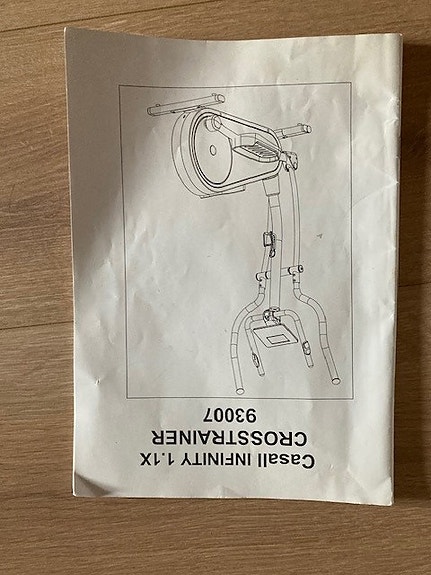 Casall INFINITY 1.1X
CROSSTRAINER
93007